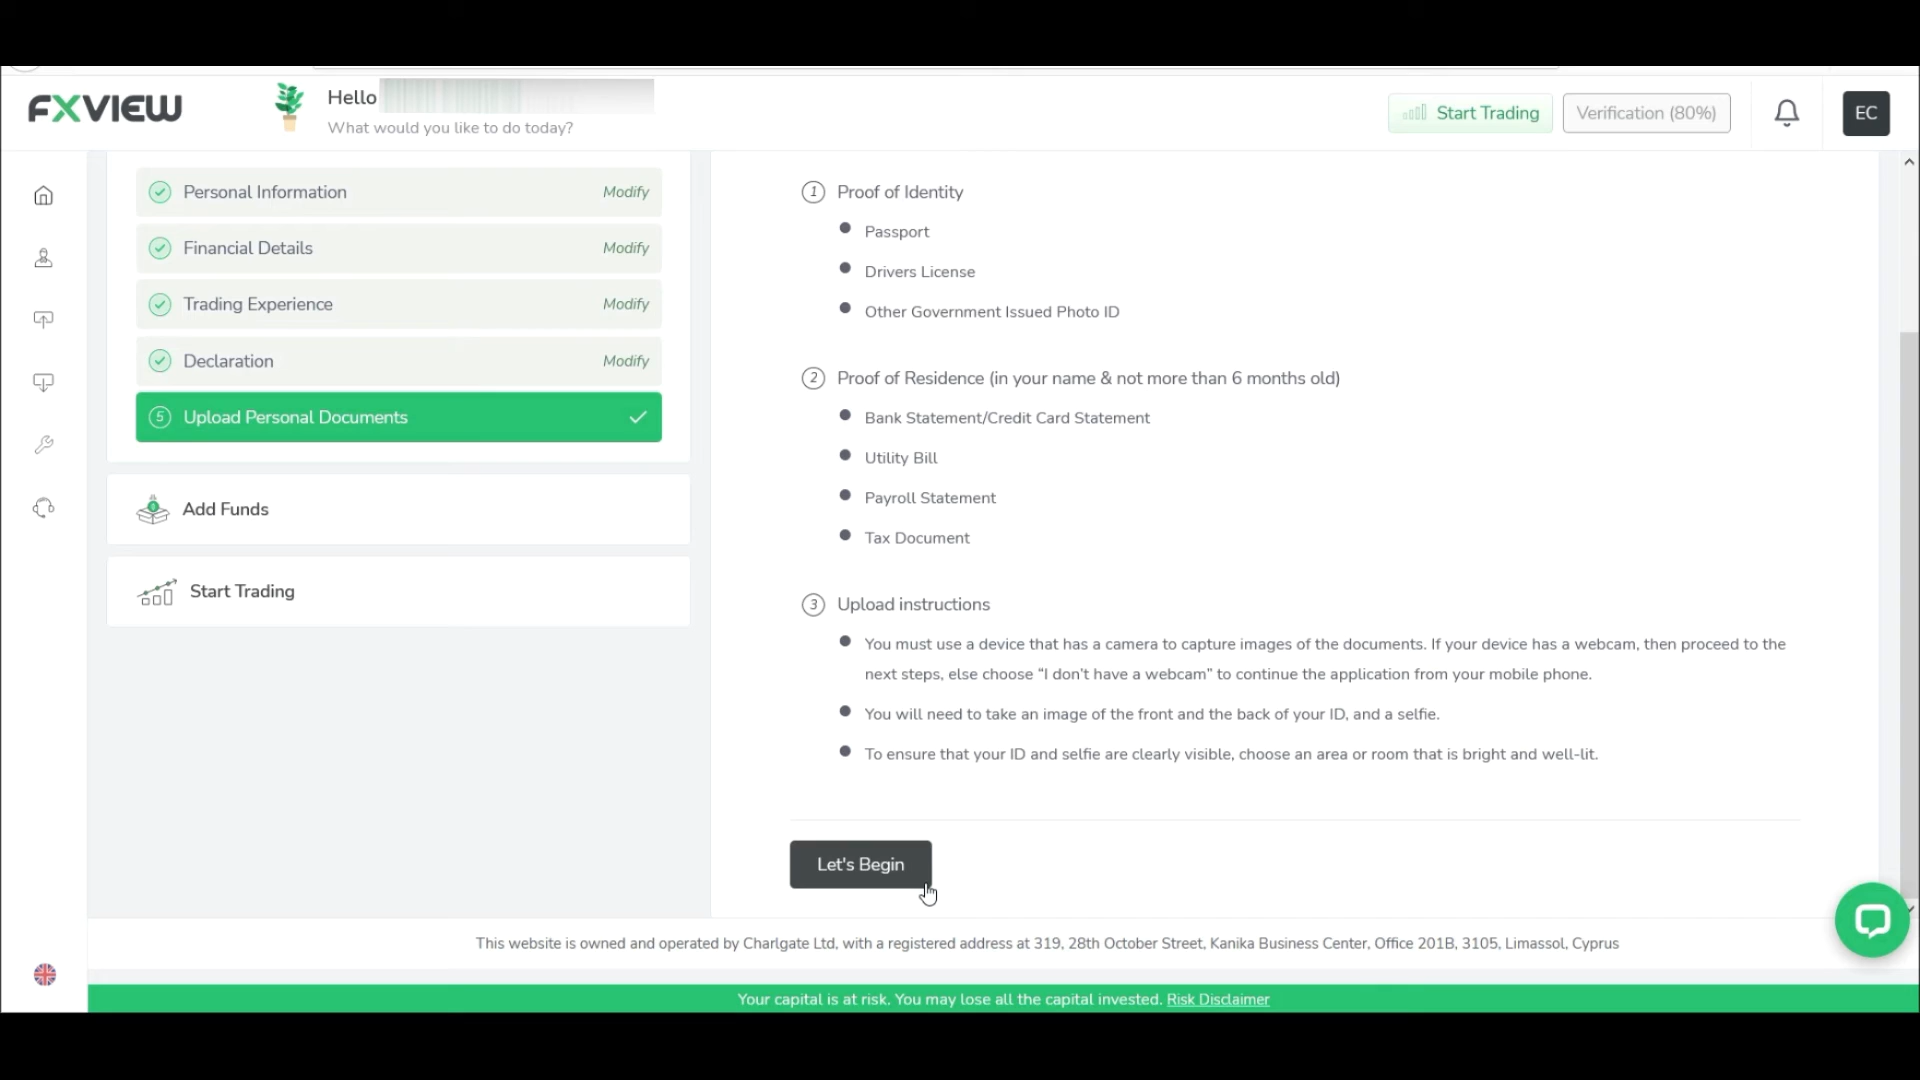 FXVIEW
Hello
What would you like to do today?
Start Trading
Verification (80%)
EC
Personal Information Modify
Financial Details Modify
Trading Experience Modify
Declaration Modify
5 Upload Personal Documents
Add Funds
Start Trading
1 Proof of Identity
Passport
Drivers License
Other Government Issued Photo ID
2 Proof of Residence (in your name & not more than 6 months old)
Bank Statement/Credit Card Statement
Utility Bill
Payroll Statement
Tax Document
3 Upload instructions
You must use a device that has a camera to capture images of the documents. If your device has a webcam, then proceed to the
next steps, else choose “I don’t have a webcam” to continue the application from your mobile phone.
You will need to take an image of the front and the back of your ID, and a selfie.
To ensure that your ID and selfie are clearly visible, choose an area or room that is bright and well-lit.
Let's Begin
This website is owned and operated by Charlgate Ltd, with a registered address at 319, 28th October Street, Kanika Business Center, Office 201B, 3105, Limassol, Cyprus
Your capital is at risk. You may lose all the capital invested. Risk Disclaimer